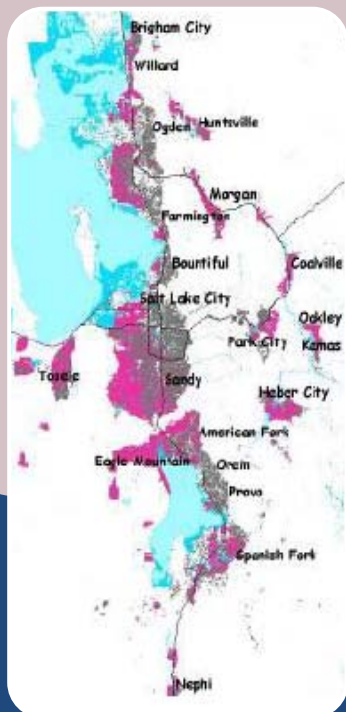 Brigham City
Willard
Ogden
Huntsville
Morgan
Farmington
Bountiful
Coalville
Salt Lake City
Oakley
Park City
Kamas
Tooele
Sandy
Heber City
American Fork
Eagle Mountain
Orem
Provo
Spanish Fork
Nephi